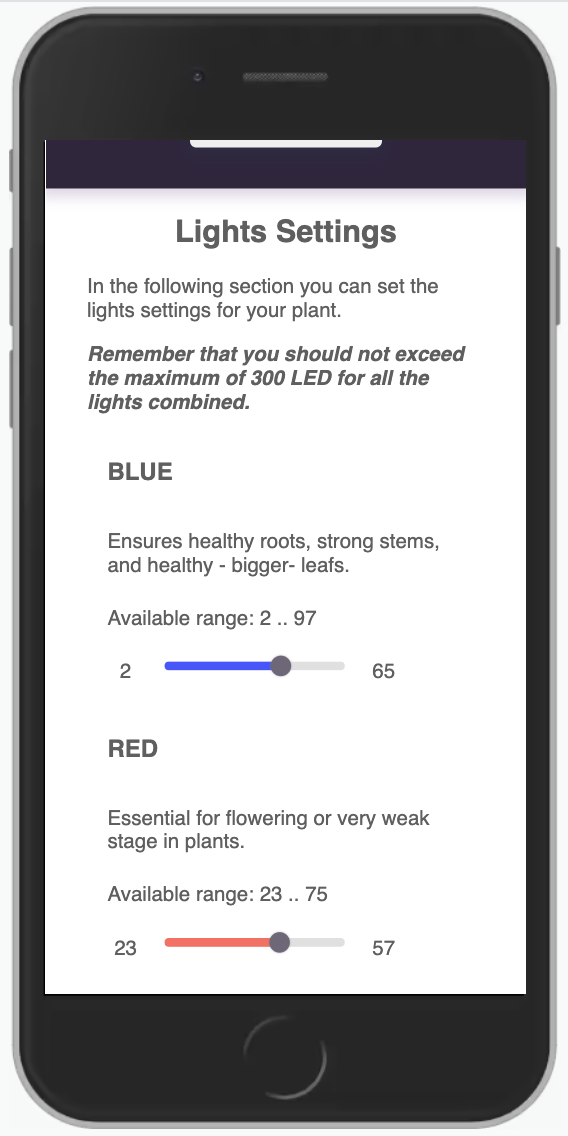 Lights Settings
In the following section you can set the
lights settings for your plant.
Remember that you should not exceed
the maximum of 300 LED for all the
lights combined.
BLUE
Ensures healthy roots, strong stems,
and healthy - bigger- leafs.
Available range: 2 .. 97
2 65
RED
Essential for flowering or very weak
stage in plants.
Available range: 23 .. 75
23 57